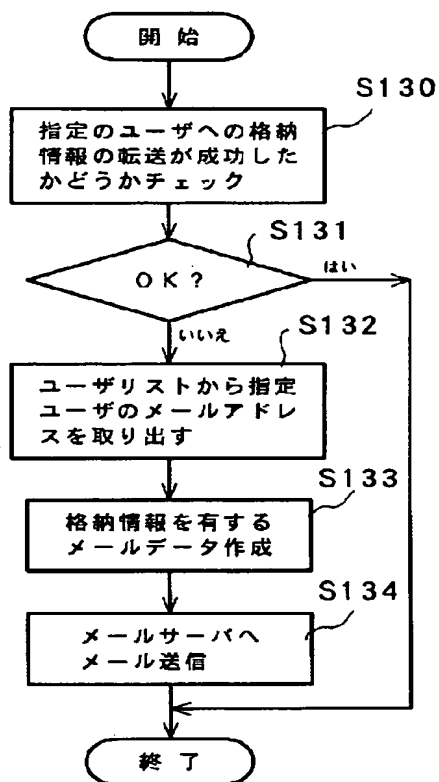 開始
S130
指定のユーザへの格納
情報の転送が成功した
かどうかチェック
S131
OK?
はい
いいえ
S132
ユーザリストから指定
ユーザのメールアドレ
スを取り出す
S133
格納情報を有する
メールデータ作成
S134
メールサーバへ
メール送信
終了